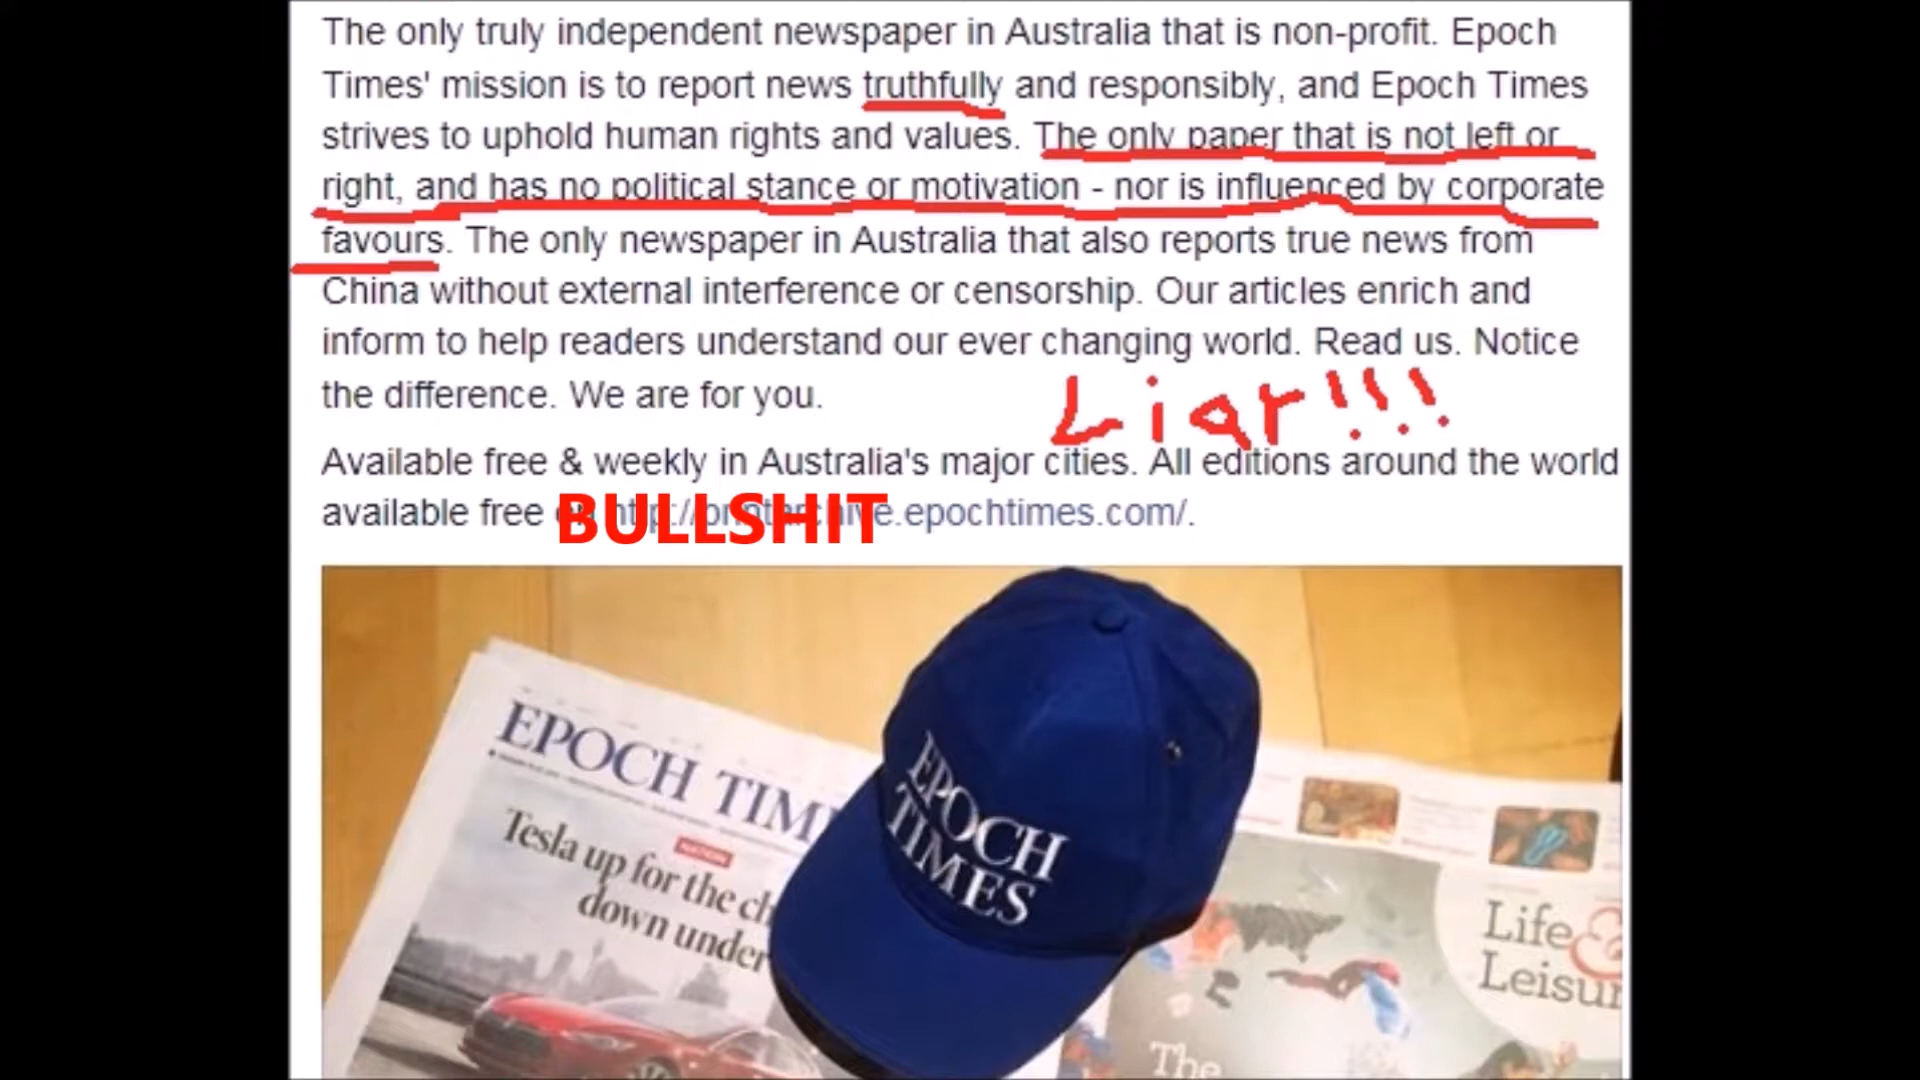 The only truly independent newspaper in Australia that is non-profit. Epoch
Times' mission is to report news truthfully and responsibly, and Epoch Times
strives to uphold human rights and values. The only paper that is not left or
right, and has no political stance or motivation - nor is influenced by corporate
favours. The only newspaper in Australia that also reports true news from
China without external interference or censorship. Our articles enrich and
inform to help readers understand our ever changing world. Read us. Notice
the difference. We are for you.
Liar!!!
Available free & weekly in Australia's major cities. All editions around the world
available free http://printarchive.epochtimes.com/.
BULLSHIT
EPOCH TIM
Tesla up for the ch
down under
EPOCH
TIMES
Life &
Leisur
The